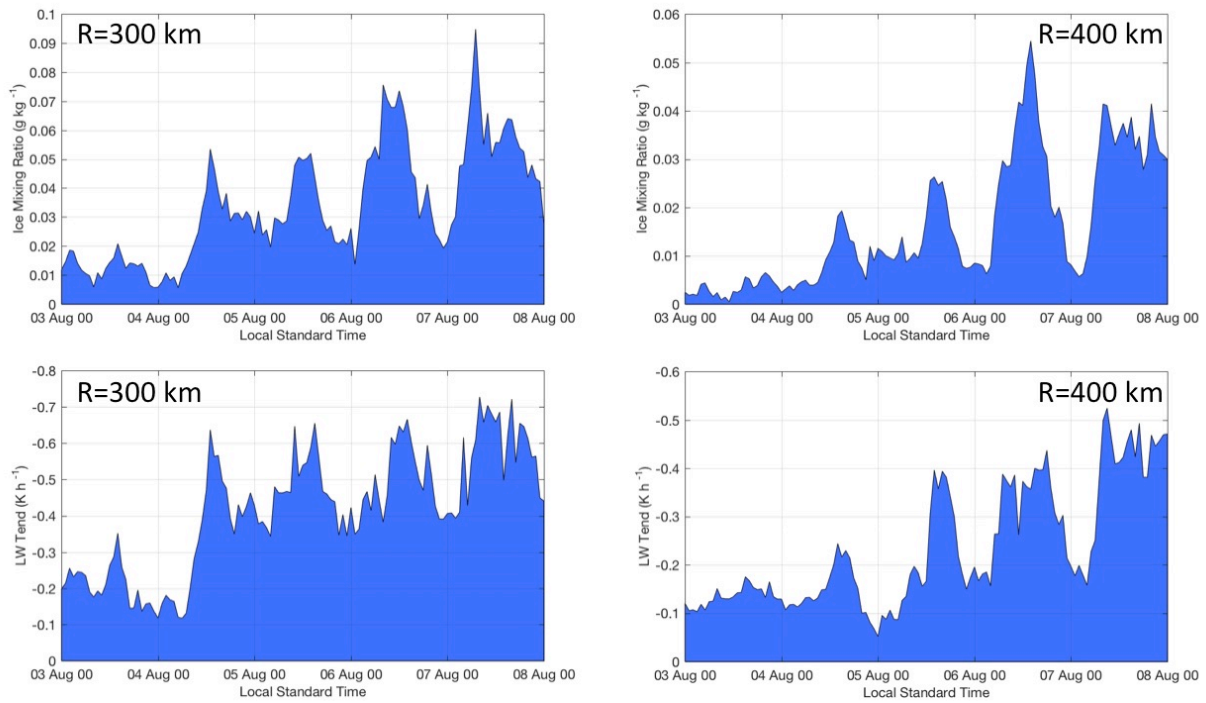 R=300 km
0.1
0.09
0.08
0.07
0.06
0.05
0.04
0.03
0.02
0.01
0
Ice Mixing Ratio (g kg -1)
03 Aug 00 04 Aug 00 05 Aug 00 06 Aug 00 07 Aug 00 08 Aug 00
Local Standard Time
R=400 km
0.06
0.05
0.04
0.03
0.02
0.01
0
Ice Mixing Ratio (g kg -1)
03 Aug 00 04 Aug 00 05 Aug 00 06 Aug 00 07 Aug 00 08 Aug 00
Local Standard Time
R=300 km
-0.8
-0.7
-0.6
-0.5
-0.4
-0.3
-0.2
-0.1
0
LW Tend (K h-1)
03 Aug 00 04 Aug 00 05 Aug 00 06 Aug 00 07 Aug 00 08 Aug 00
Local Standard Time
R=400 km
-0.6
-0.5
-0.4
-0.3
-0.2
-0.1
0
LW Tend (K h-1)
03 Aug 00 04 Aug 00 05 Aug 00 06 Aug 00 07 Aug 00 08 Aug 00
Local Standard Time